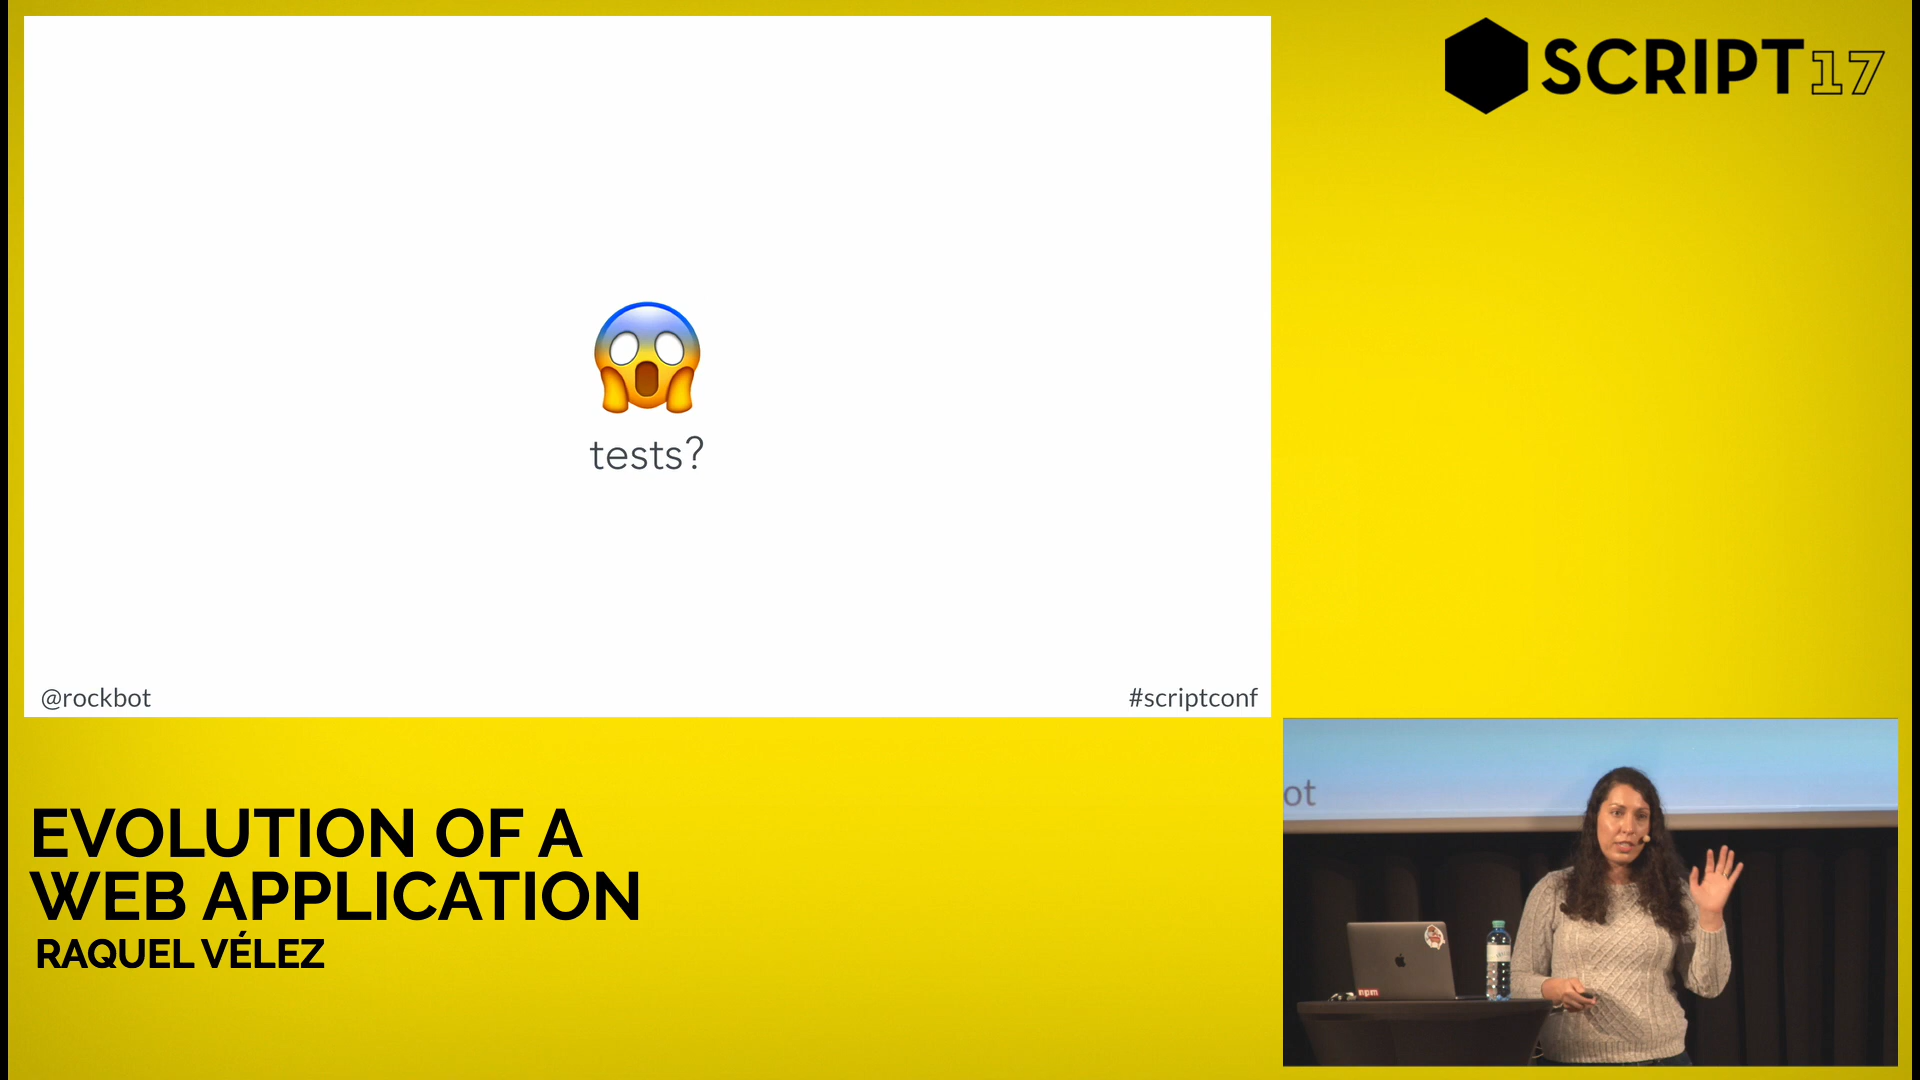 SCRIPT17
tests?
@rockbot
#scriptconf
EVOLUTION OF A
WEB APPLICATION
RAQUEL VÉLEZ
ot
npm